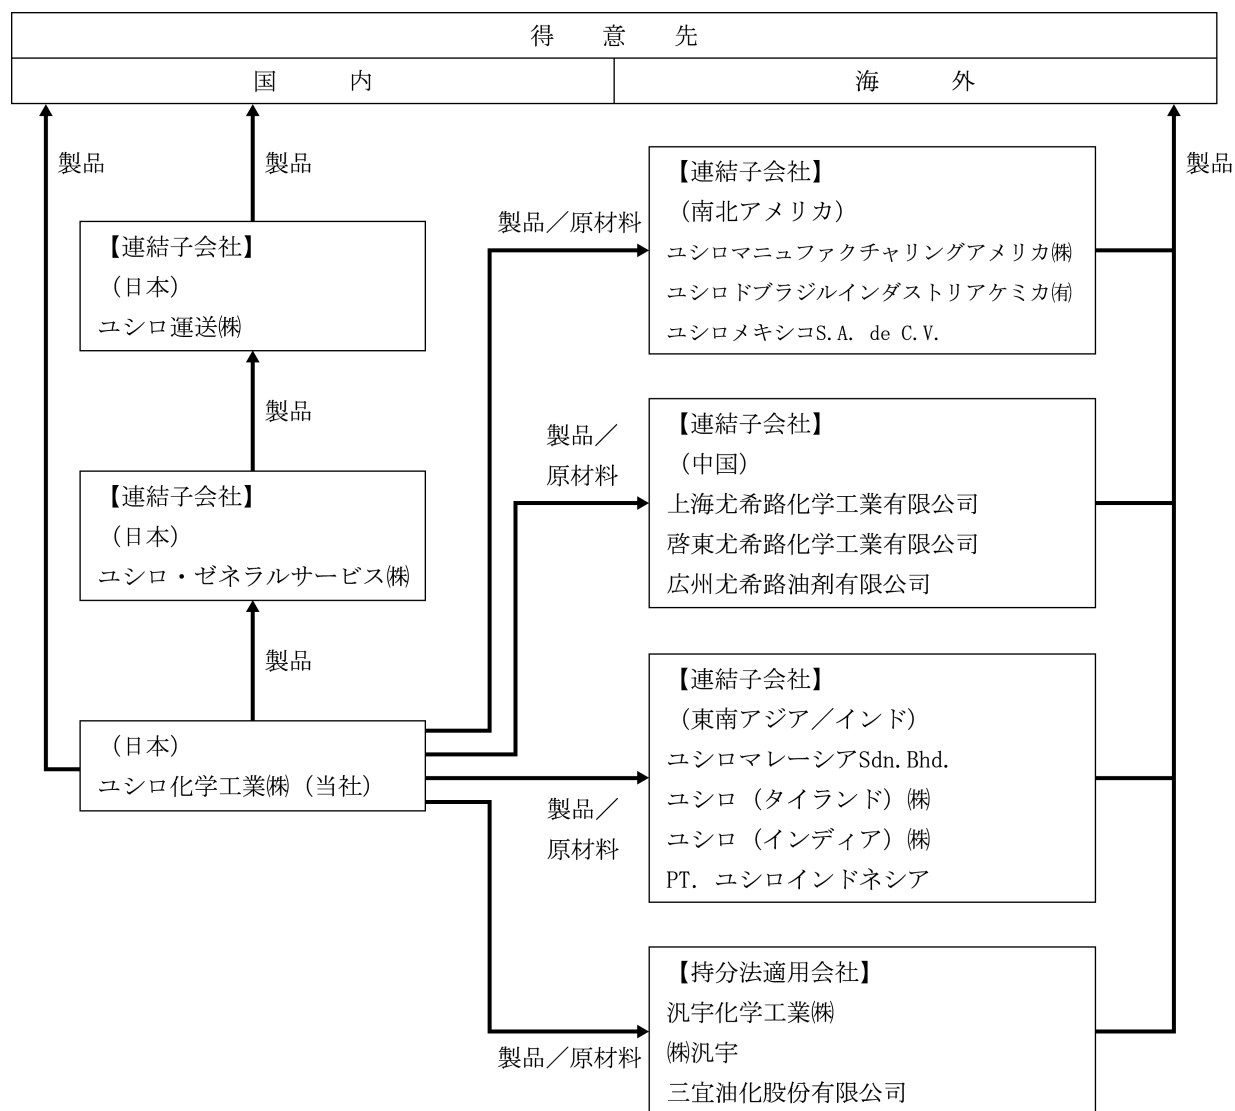 得意先
国内
海外
製品
製品
製品
【連結子会社】
（日本）
ユシロ運送㈱
製品
【連結子会社】
（日本）
ユシロ・ゼネラルサービス㈱
製品
（日本）
ユシロ化学工業㈱（当社）
製品／原材料
【連結子会社】
（南北アメリカ）
ユシロマニュファクチャリングアメリカ㈱
ユシロドブラジルインダストリアケミカ㈲
ユシロメキシコS.A. de C.V.
製品／
原材料
【連結子会社】
（中国）
上海尤希路化学工業有限公司
啓東尤希路化学工業有限公司
広州尤希路油剤有限公司
製品／
原材料
【連結子会社】
（東南アジア／インド）
ユシロマレーシアSdn.Bhd.
ユシロ（タイランド）㈱
ユシロ（インディア）㈱
PT. ユシロインドネシア
製品／原材料
【持分法適用会社】
汎宇化学工業㈱
㈱汎宇
三宜油化股份有限公司